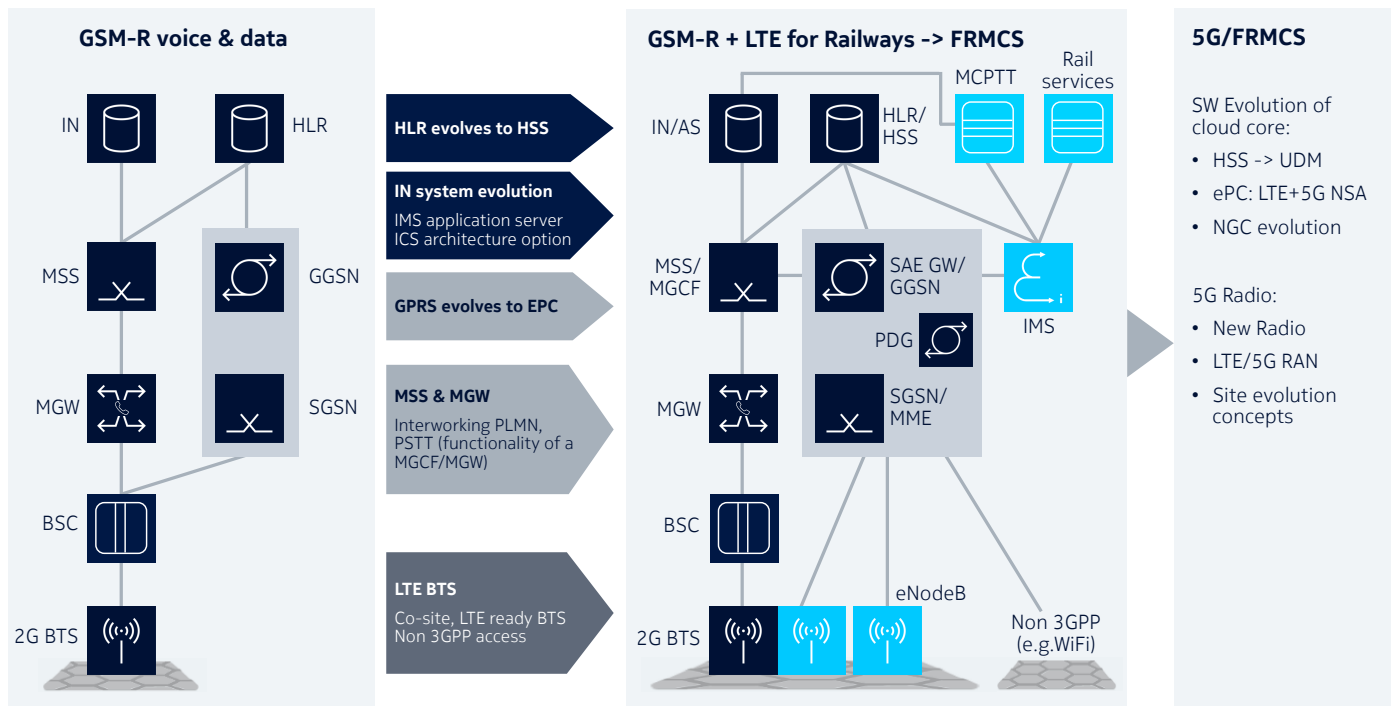 GSM-R voice & data
IN
HLR
MSS
GGSN
MGW
SGSN
BSC
2G BTS
HLR evolves to HSS
IN system evolution
IMS application server
ICS architecture option
GPRS evolves to EPC
MSS & MGW
Interworking PLMN,
PSTT (functionality of a
MGCF/MGW)
LTE BTS
Co-site, LTE ready BTS
Non 3GPP access
GSM-R + LTE for Railways -> FRMCS
MCPTT
Rail
services
IN/AS
HLR/
HSS
MSS/
MGCF
SAE GW/
GGSN
i
IMS
PDG
MGW
SGSN/
MME
BSC
eNodeB
2G BTS
Non 3GPP
(e.g.WiFi)
5G/FRMCS
SW Evolution of
cloud core:
• HSS -> UDM
• ePC: LTE+5G NSA
• NGC evolution
5G Radio:
• New Radio
• LTE/5G RAN
• Site evolution
concepts